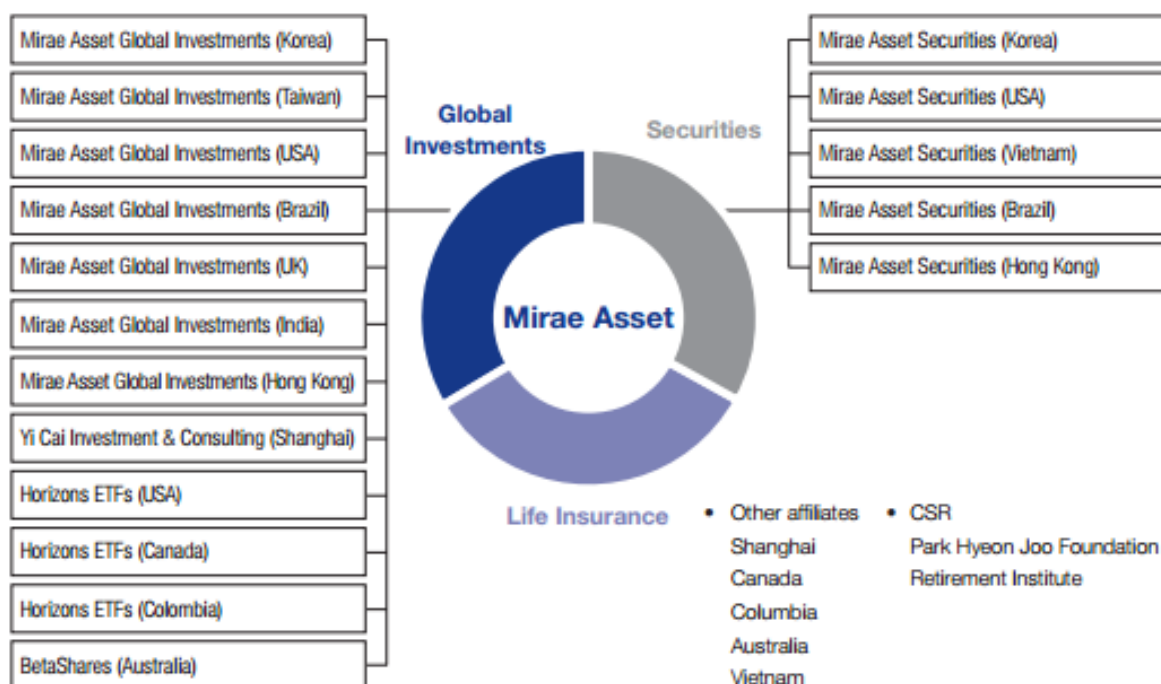 Mirae Asset Global Investments (Korea)
Mirae Asset Global Investments (Taiwan)
Mirae Asset Global Investments (USA)
Mirae Asset Global Investments (Brazil)
Mirae Asset Global Investments (UK)
Mirae Asset Global Investments (India)
Mirae Asset Global Investments (Hong Kong)
Yi Cai Investment & Consulting (Shanghai)
Horizons ETFs (USA)
Horizons ETFs (Canada)
Horizons ETFs (Colombia)
BetaShares (Australia)
Global
Investments
Securities
Mirae Asset
Life Insurance
Mirae Asset Securities (Korea)
Mirae Asset Securities (USA)
Mirae Asset Securities (Vietnam)
Mirae Asset Securities (Brazil)
Mirae Asset Securities (Hong Kong)
• Other affiliates
Shanghai
Canada
Columbia
Australia
Vietnam
• CSR
Park Hyeon Joo Foundation
Retirement Institute